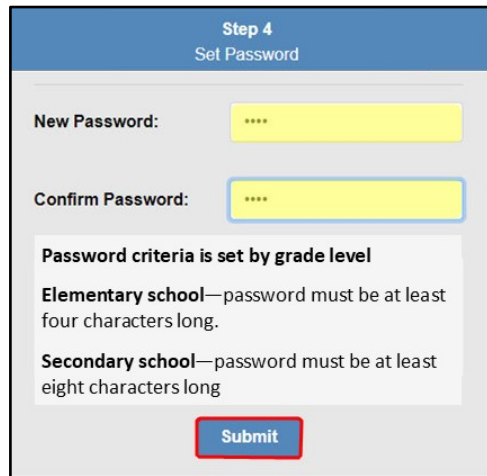 Step 4
Set Password
New Password:
••••
Confirm Password:
••••
Password criteria is set by grade level
Elementary school—password must be at least
four characters long.
Secondary school—password must be at least
eight characters long
Submit